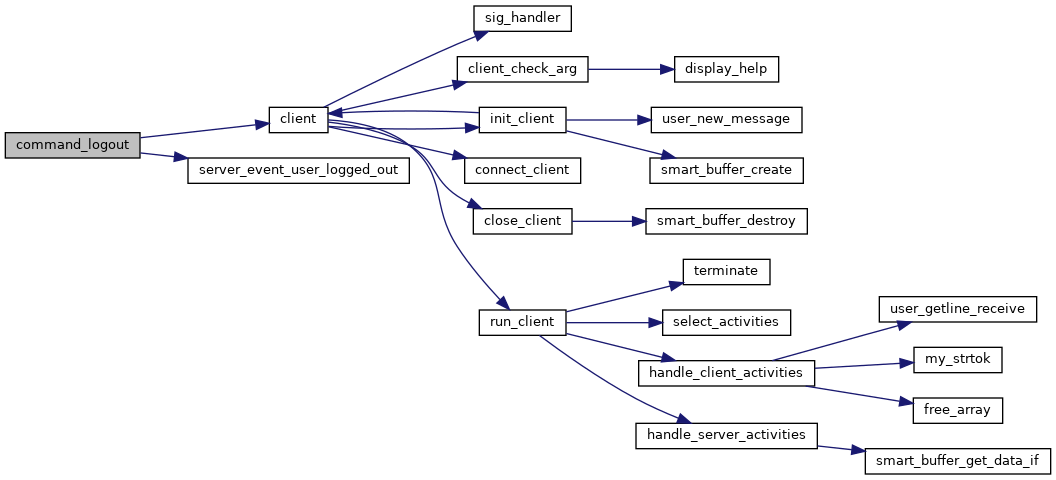 sig_handler
client_check_arg
display_help
client
init_client
user_new_message
command_logout
server_event_user_logged_out
connect_client
smart_buffer_create
close_client
smart_buffer_destroy
terminate
run_client
select_activities
user_getline_receive
handle_client_activities
my_strtok
free_array
handle_server_activities
smart_buffer_get_data_if